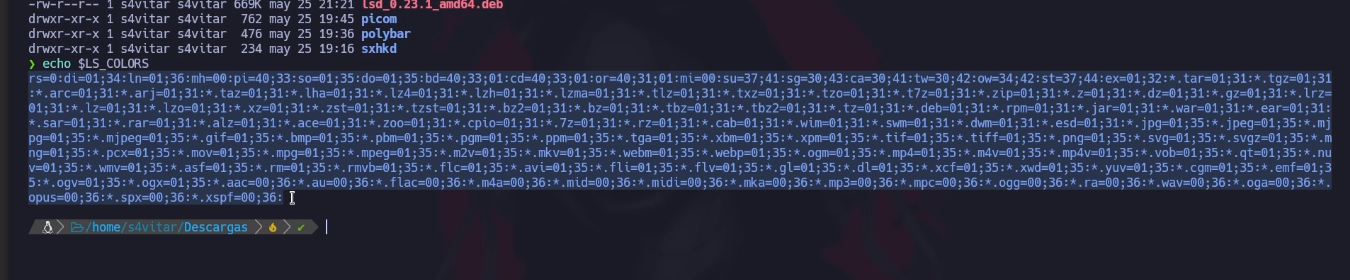 -rw-r--r-- 1 s4vitar s4vitar 669K may 25 21:21 lsd_0.23.1_amd64.deb
drwxr-xr-x 1 s4vitar s4vitar  762 may 25 19:45 picom
drwxr-xr-x 1 s4vitar s4vitar  476 may 25 19:36 polybar
drwxr-xr-x 1 s4vitar s4vitar  234 may 25 19:16 sxhkd
❯ echo $LS_COLORS
rs=0:di=01;34:ln=01;36:mh=00:pi=40;33:so=01;35:do=01;35:bd=40;33;01:cd=40;33;01:or=40;31;01:mi=00:su=37;41:sg=30;43:ca=30;41:tw=30;42:ow=34;42:st=37;44:ex=01;32:*.tar=01;31:*.tgz=01;31
:*.arc=01;31:*.arj=01;31:*.taz=01;31:*.lha=01;31:*.lz4=01;31:*.lzh=01;31:*.lzma=01;31:*.tlz=01;31:*.txz=01;31:*.tzo=01;31:*.t7z=01;31:*.zip=01;31:*.z=01;31:*.dz=01;31:*.gz=01;31:*.lrz=
01;31:*.lz=01;31:*.lzo=01;31:*.xz=01;31:*.zst=01;31:*.tzst=01;31:*.bz2=01;31:*.bz=01;31:*.tbz=01;31:*.tbz2=01;31:*.tz=01;31:*.deb=01;31:*.rpm=01;31:*.jar=01;31:*.war=01;31:*.ear=01;31:
*.sar=01;31:*.rar=01;31:*.alz=01;31:*.ace=01;31:*.zoo=01;31:*.cpio=01;31:*.7z=01;31:*.rz=01;31:*.cab=01;31:*.wim=01;31:*.swm=01;31:*.dwm=01;31:*.esd=01;31:*.jpg=01;35:*.jpeg=01;35:*.mj
pg=01;35:*.mjpeg=01;35:*.gif=01;35:*.bmp=01;35:*.pbm=01;35:*.pgm=01;35:*.ppm=01;35:*.tga=01;35:*.xbm=01;35:*.xpm=01;35:*.tif=01;35:*.tiff=01;35:*.png=01;35:*.svg=01;35:*.svgz=01;35:*.m
ng=01;35:*.pcx=01;35:*.mov=01;35:*.mpg=01;35:*.mpeg=01;35:*.m2v=01;35:*.mkv=01;35:*.webm=01;35:*.webp=01;35:*.ogm=01;35:*.mp4=01;35:*.m4v=01;35:*.mp4v=01;35:*.vob=01;35:*.qt=01;35:*.nu
v=01;35:*.wmv=01;35:*.asf=01;35:*.rm=01;35:*.rmvb=01;35:*.flc=01;35:*.avi=01;35:*.fli=01;35:*.flv=01;35:*.gl=01;35:*.dl=01;35:*.xcf=01;35:*.xwd=01;35:*.yuv=01;35:*.cgm=01;35:*.emf=01;3
5:*.ogv=01;35:*.ogx=01;35:*.aac=00;36:*.au=00;36:*.flac=00;36:*.m4a=00;36:*.mid=00;36:*.midi=00;36:*.mka=00;36:*.mp3=00;36:*.mpc=00;36:*.ogg=00;36:*.ra=00;36:*.wav=00;36:*.oga=00;36:*.
opus=00;36:*.spx=00;36:*.xspf=00;36:
/home/s4vitar/Descargas